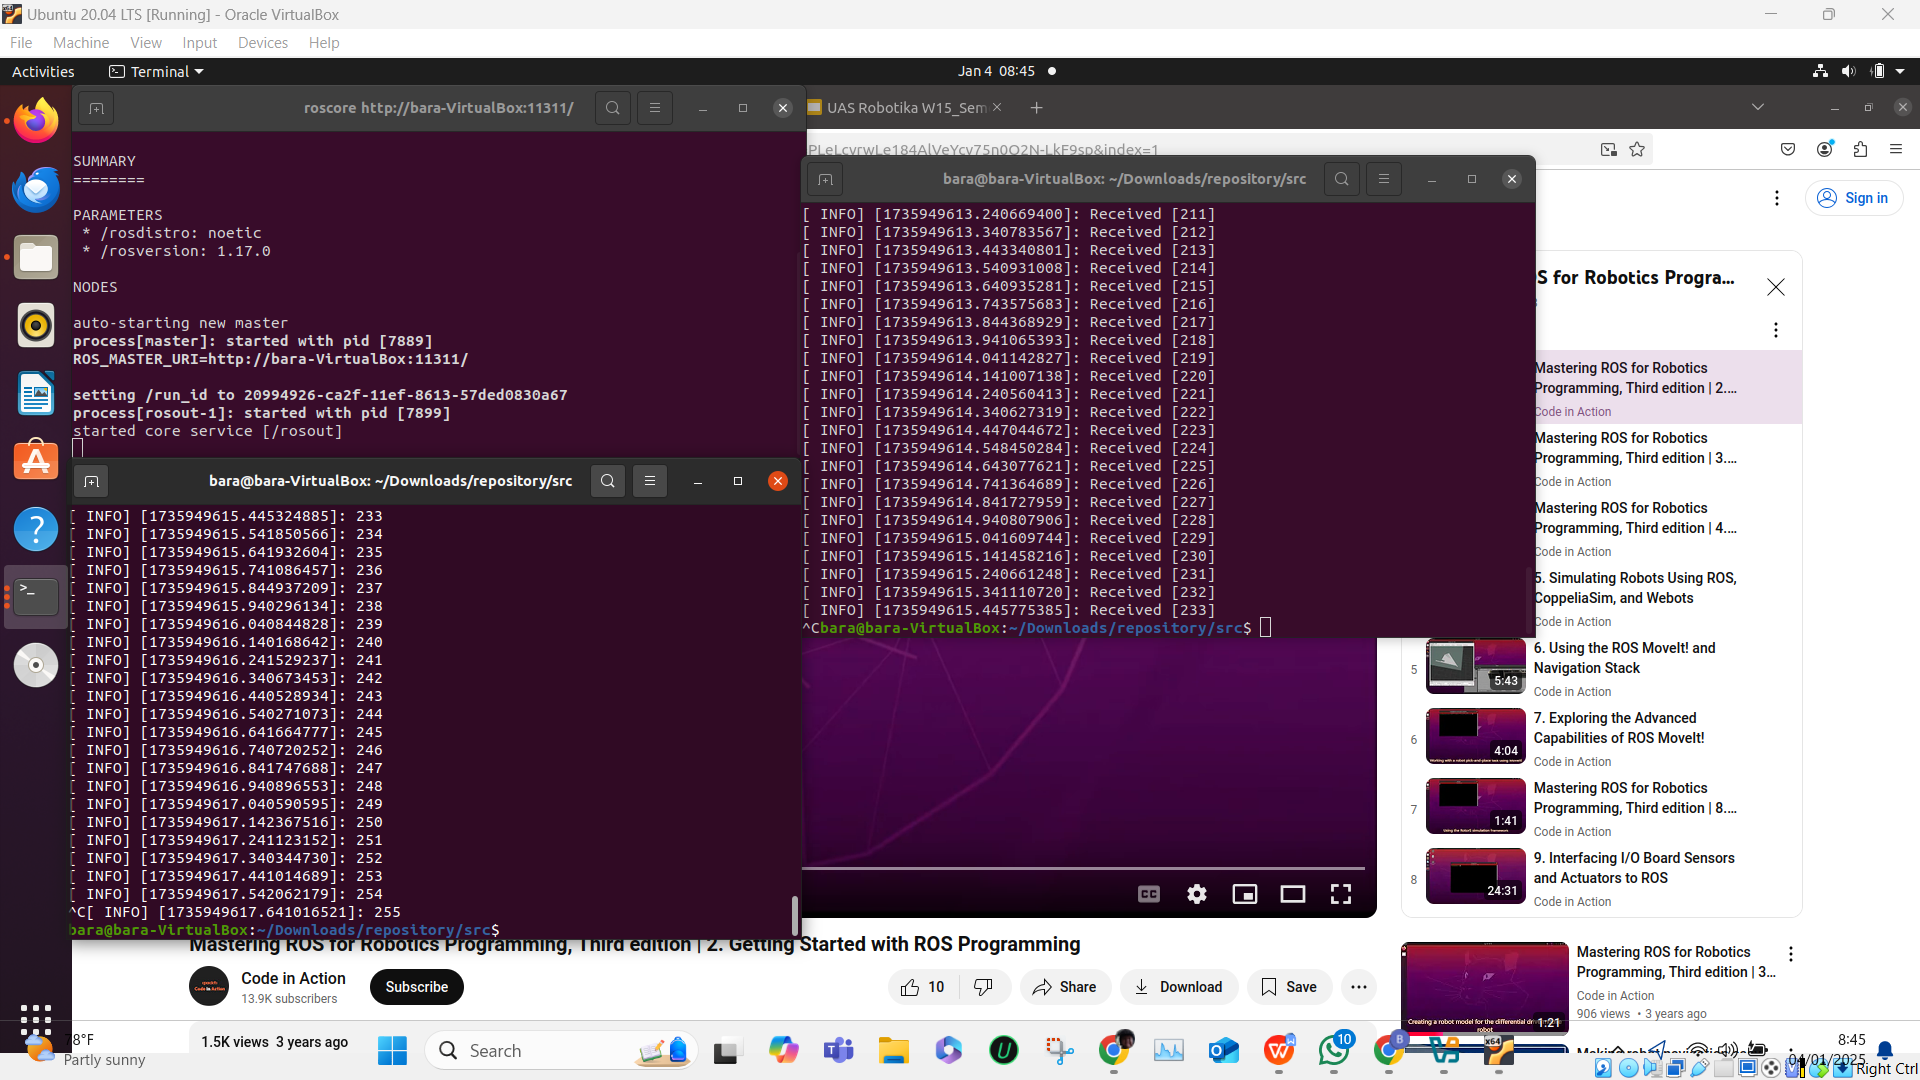 Ubuntu 20.04 LTS [Running] - Oracle VirtualBox
File Machine View Input Devices Help
Activities Terminal Jan 4 08:45
roscore http://bara-VirtualBox:11311/
SUMMARY
========
PARAMETERS
* /rosdistro: noetic
* /rosversion: 1.17.0
NODES
auto-starting new master
process[master]: started with pid [7889]
ROS_MASTER_URI=http://bara-VirtualBox:11311/
setting /run_id to 20994926-ca2f-11ef-8613-57ded0830a67
process[rosout-1]: started with pid [7899]
started core service [/rosout]
bara@bara-VirtualBox: ~/Downloads/repository/src
[ INFO] [1735949615.445324885]: 233
[ INFO] [1735949615.541850566]: 234
[ INFO] [1735949615.641932604]: 235
[ INFO] [1735949615.741086457]: 236
[ INFO] [1735949615.844937209]: 237
[ INFO] [1735949615.940296134]: 238
[ INFO] [1735949616.040844828]: 239
[ INFO] [1735949616.140168642]: 240
[ INFO] [1735949616.241529237]: 241
[ INFO] [1735949616.340673453]: 242
[ INFO] [1735949616.440528934]: 243
[ INFO] [1735949616.540271073]: 244
[ INFO] [1735949616.641664777]: 245
[ INFO] [1735949616.740720252]: 246
[ INFO] [1735949616.841747688]: 247
[ INFO] [1735949616.940896553]: 248
[ INFO] [1735949617.040590595]: 249
[ INFO] [1735949617.142367516]: 250
[ INFO] [1735949617.241123152]: 251
[ INFO] [1735949617.340344730]: 252
[ INFO] [1735949617.441014689]: 253
[ INFO] [1735949617.542062179]: 254
^C[ INFO] [1735949617.641016521]: 255
bara@bara-VirtualBox:~/Downloads/repository/src$
UAS Robotika W15_Sem
PLeLcvrwLe184AlVeYcv75n0O2N-LkF9sp&index=1
bara@bara-VirtualBox: ~/Downloads/repository/src
[ INFO] [1735949613.240669400]: Received [211]
[ INFO] [1735949613.340783567]: Received [212]
[ INFO] [1735949613.443340801]: Received [213]
[ INFO] [1735949613.540931008]: Received [214]
[ INFO] [1735949613.640935281]: Received [215]
[ INFO] [1735949613.743575683]: Received [216]
[ INFO] [1735949613.844368929]: Received [217]
[ INFO] [1735949613.941065393]: Received [218]
[ INFO] [1735949614.041142827]: Received [219]
[ INFO] [1735949614.141007138]: Received [220]
[ INFO] [1735949614.240560413]: Received [221]
[ INFO] [1735949614.340627319]: Received [222]
[ INFO] [1735949614.447044672]: Received [223]
[ INFO] [1735949614.548450284]: Received [224]
[ INFO] [1735949614.643077621]: Received [225]
[ INFO] [1735949614.741364689]: Received [226]
[ INFO] [1735949614.841727959]: Received [227]
[ INFO] [1735949614.940807906]: Received [228]
[ INFO] [1735949615.041609744]: Received [229]
[ INFO] [1735949615.141458216]: Received [230]
[ INFO] [1735949615.240661248]: Received [231]
[ INFO] [1735949615.341110720]: Received [232]
[ INFO] [1735949615.445775385]: Received [233]
^Cbara@bara-VirtualBox:~/Downloads/repository/src$
Sign in
S for Robotics Progra...
Mastering ROS for Robotics
Programming, Third edition | 2....
Code in Action
Mastering ROS for Robotics
Programming, Third edition | 3....
Code in Action
Mastering ROS for Robotics
Programming, Third edition | 4....
Code in Action
5. Simulating Robots Using ROS,
CoppeliaSim, and Webots
Code in Action
5
5:43
6. Using the ROS MoveIt! and
Navigation Stack
Code in Action
6
4:04
7. Exploring the Advanced
Capabilities of ROS MoveIt!
Code in Action
7
1:41
Mastering ROS for Robotics
Programming, Third edition | 8....
Code in Action
8
24:31
9. Interfacing I/O Board Sensors
and Actuators to ROS
Code in Action
Mastering ROS for Robotics Programming, Third edition | 2. Getting Started with ROS Programming
Code in Action
13.9K subscribers
Subscribe
10
Share
Download
Save
1.5K views 3 years ago
Creating a robot model for the differential drive robot
1:21
Mastering ROS for Robotics
Programming, Third edition | 3...
Code in Action
906 views • 3 years ago
78°F
Partly sunny
Search
10
8:45
04/01/2025
Right Ctrl